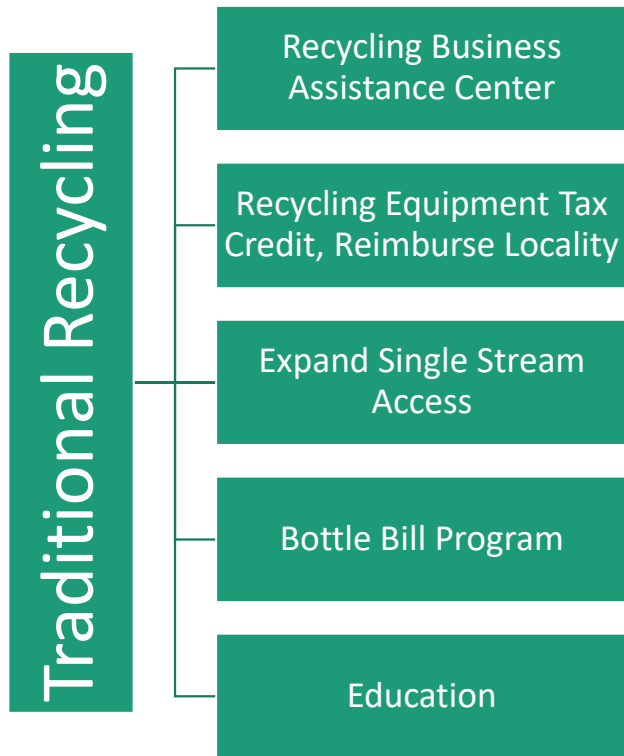 Traditional Recycling
Recycling Business
Assistance Center
Recycling Equipment Tax
Credit, Reimburse Locality
Expand Single Stream
Access
Bottle Bill Program
Education